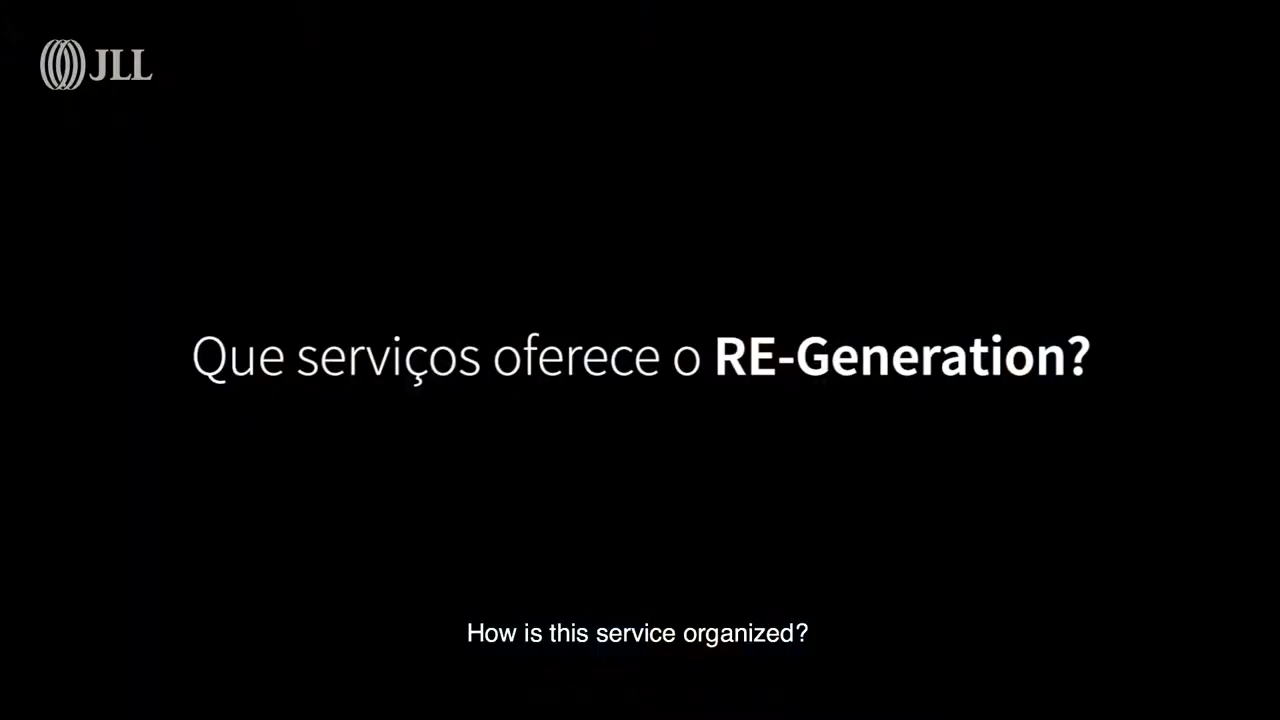 JLL
Que serviços oferece o RE-Generation?
How is this service organized?